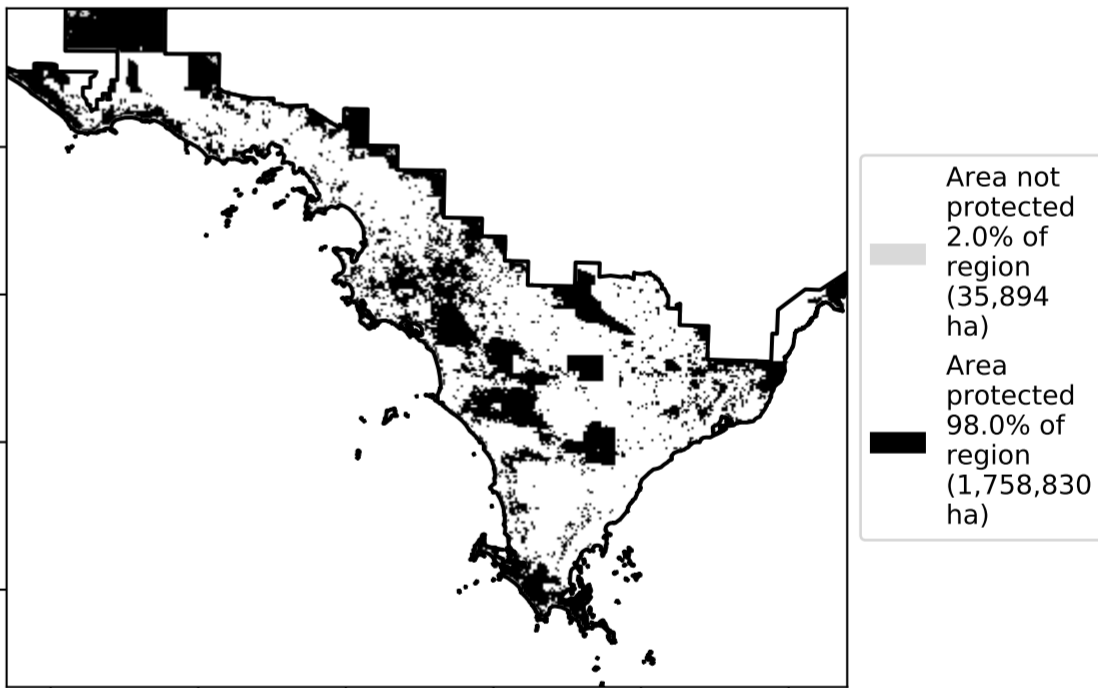 Area not
protected
2.0% of
region
(35,894
ha)
Area
protected
98.0% of
region
(1,758,830
ha)